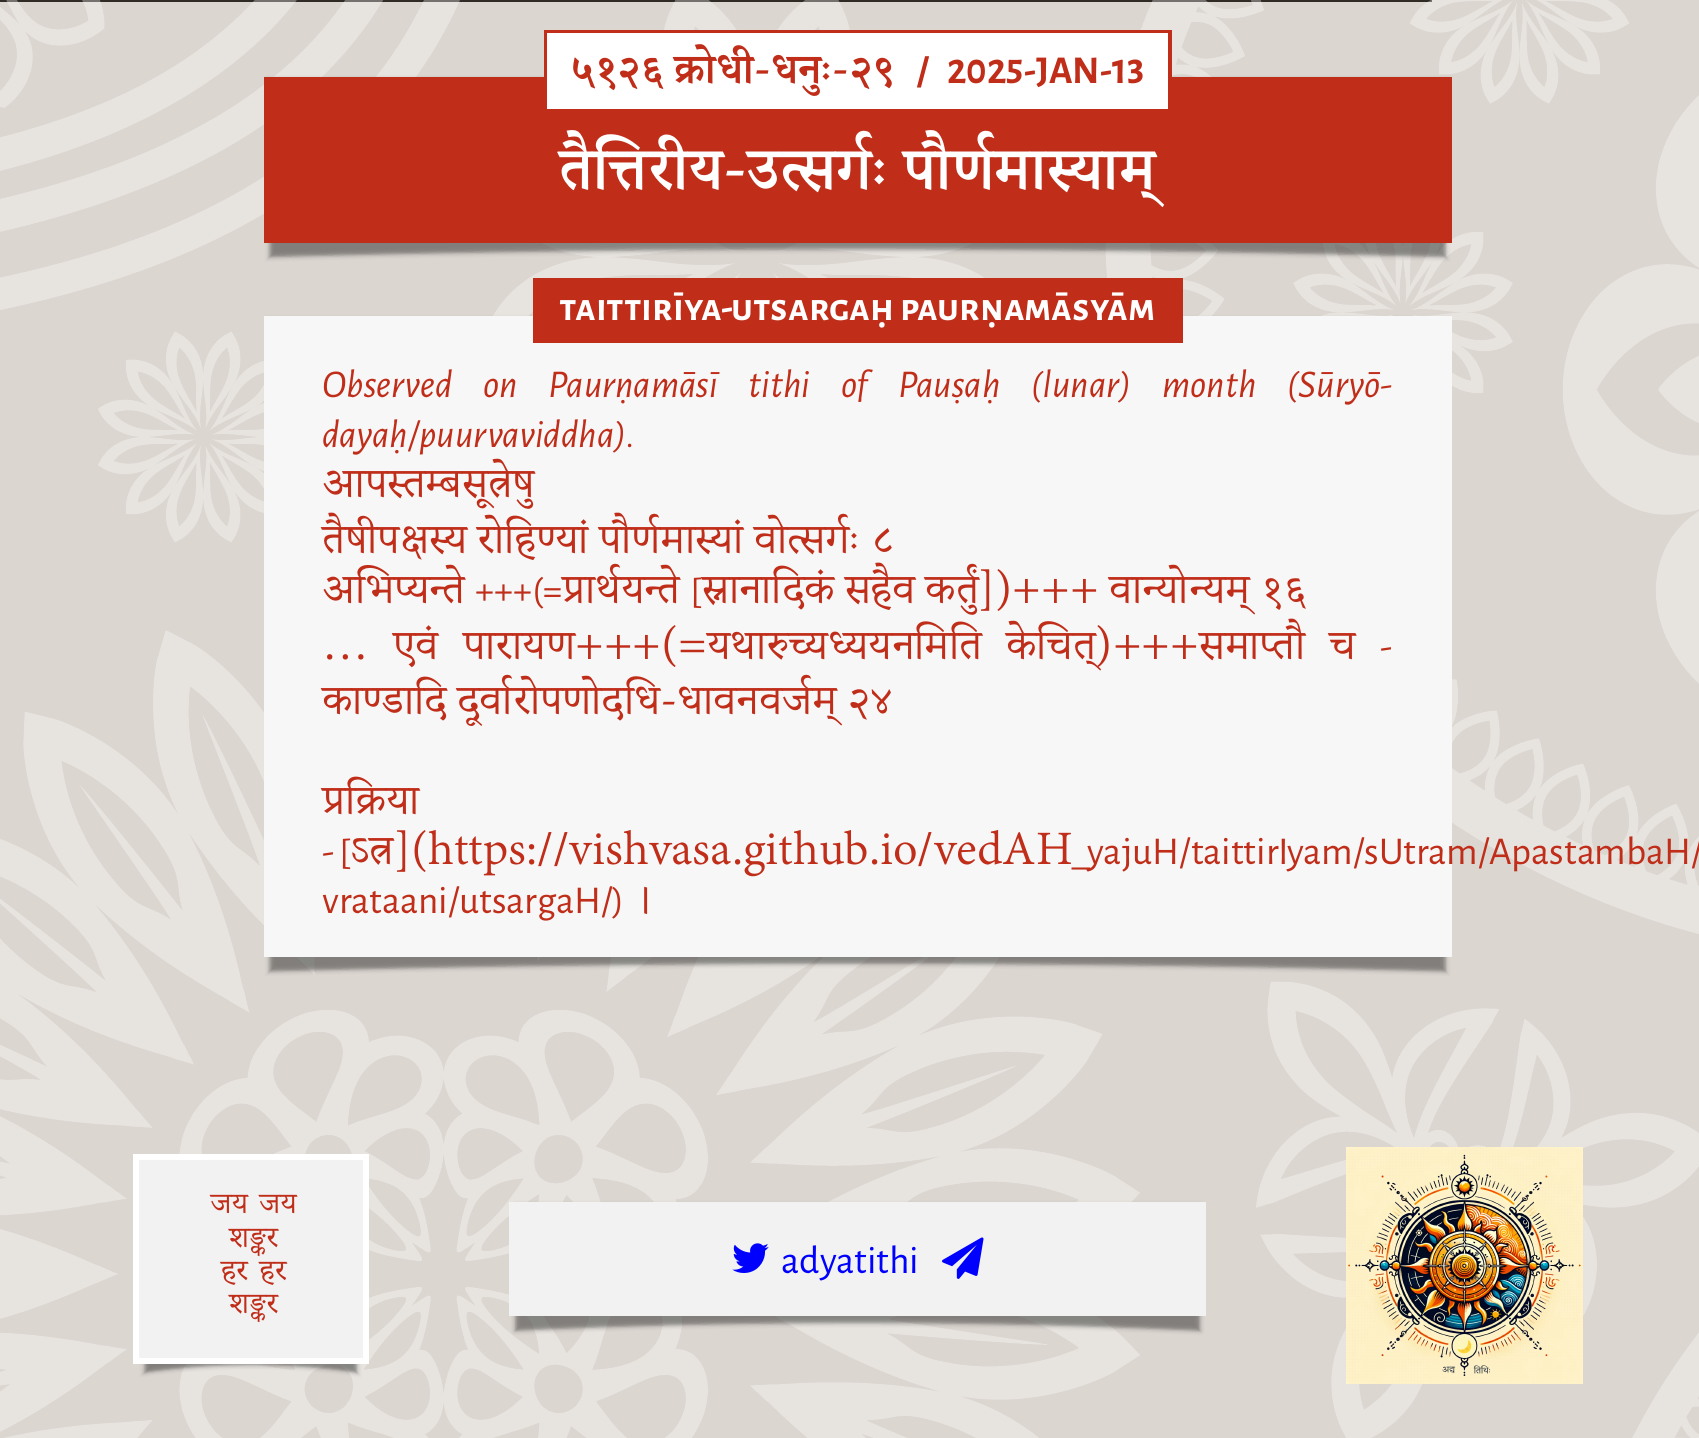 ५१२६ क्रोधी-धनुः-२९ / 2025-JAN-13
तैत्तिरीय-उत्सर्गः पौर्णमास्याम्
TAITTIRĪYA-UTSARGAḤ PAURṆAMĀSYĀM
Observed on Paurṇamāsī tithi of Pauṣaḥ (lunar) month (Sūryō-
dayaḥ/puurvaviddha).
आपस्तम्बसूत्रेषु
तैषीपक्षस्य रोहिण्यां पौर्णमास्यां वोत्सर्गः ८
अभिप्यन्ते +++(=प्रार्थयन्ते [स्नानादिकं सहैव कर्तुं])+++ वान्योन्यम् १६
... एवं पारायण+++(=यथारुच्यध्ययनमिति केचित्)+++समाप्तौ च -
काण्डादि दूर्वारोपणोदधि-धावनवर्जम् २४
प्रक्रिया
-[ऽत्र](https://vishvasa.github.io/vedAH_yajuH/taittirIyam/sUtram/ApastambaH/
vrataani/utsargaH/) ।
जय जय
शङ्कर
हर हर
शङ्कर
adyatithi
अद्य तिथिः